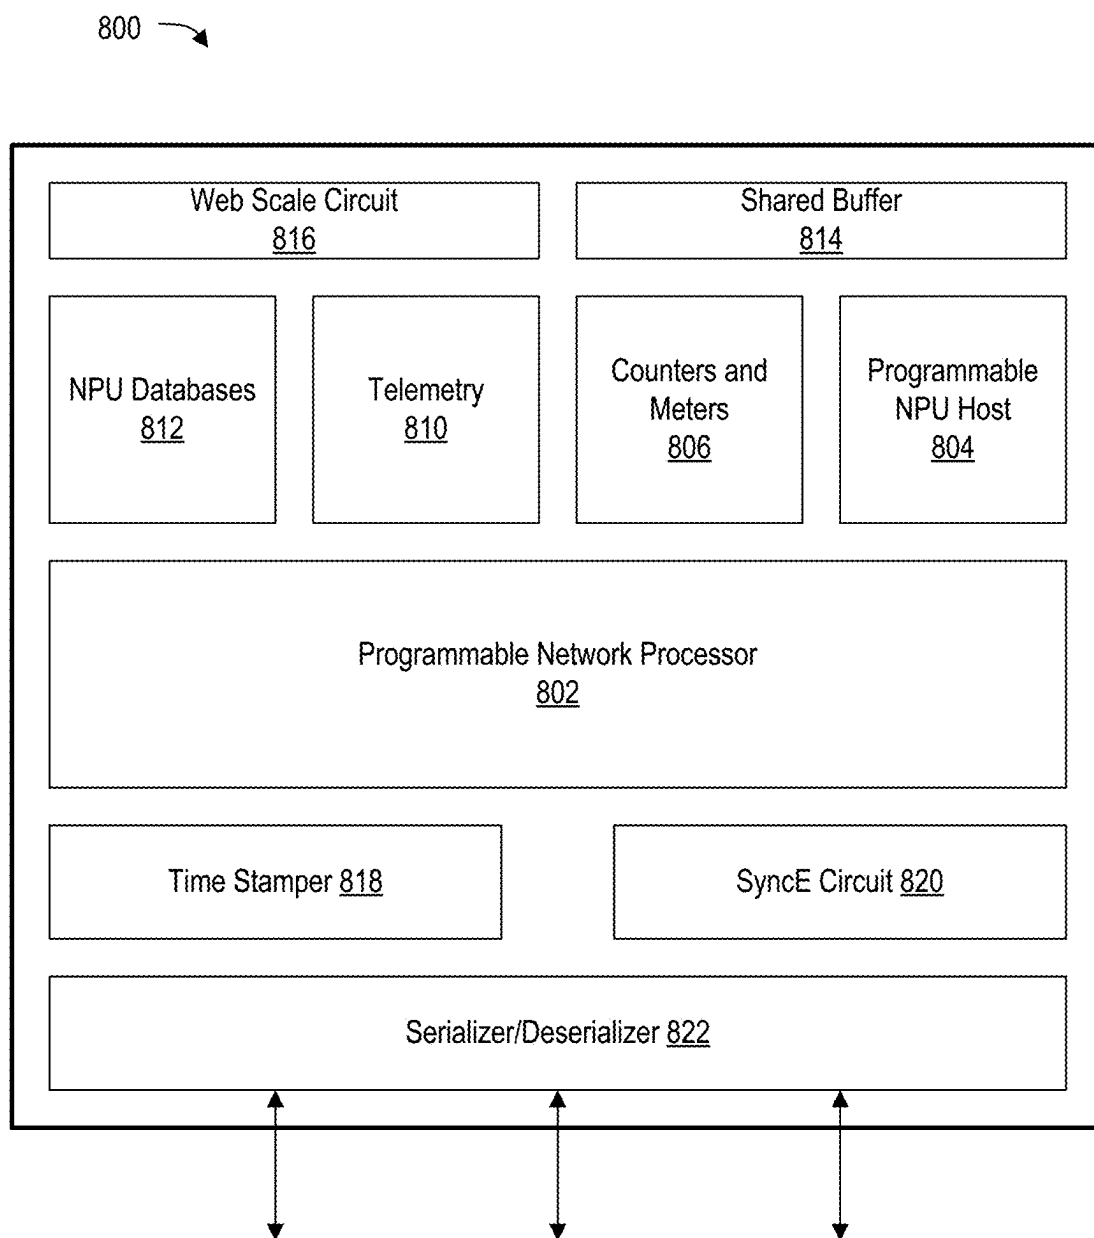 800
Web Scale Circuit
816
Shared Buffer
814
NPU Databases
812
Telemetry
810
Counters and
Meters
806
Programmable
NPU Host
804
Programmable Network Processor
802
Time Stamper 818
SyncE Circuit 820
Serializer/Deserializer 822